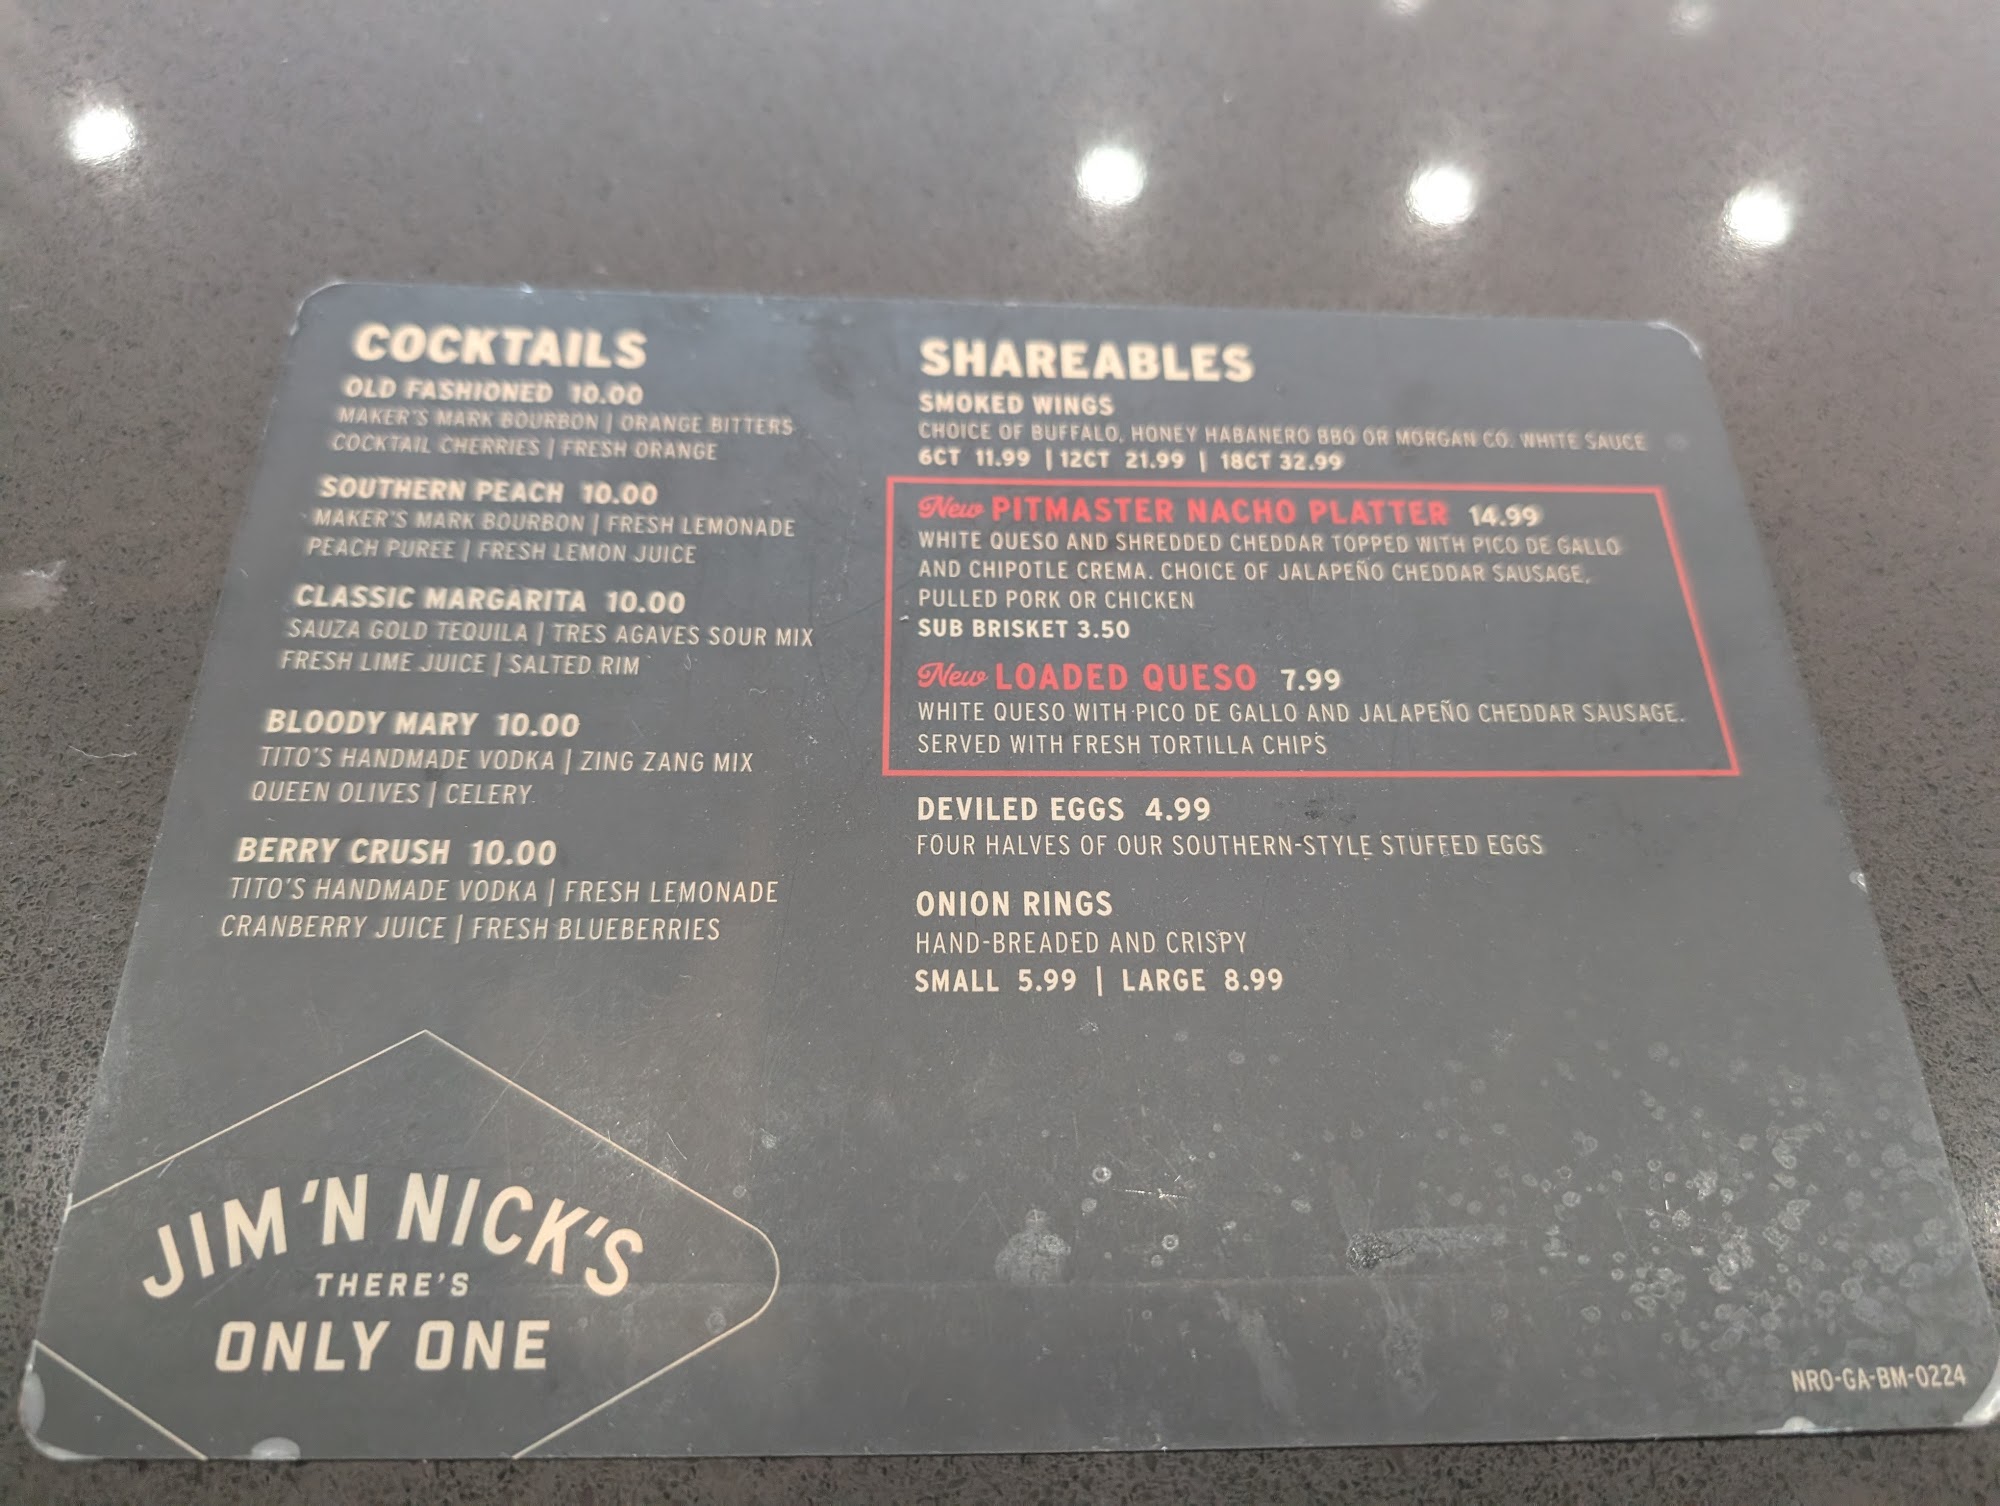 COCKTAILS
OLD FASHIONED 10.00
MAKER'S MARK BOURBON | ORANGE BITTERS
COCKTAIL CHERRIES | FRESH ORANGE
SOUTHERN PEACH 10.00
MAKER'S MARK BOURBON | FRESH LEMONADE
PEACH PUREE | FRESH LEMON JUICE
CLASSIC MARGARITA 10.00
SAUZA GOLD TEQUILA | TRES AGAVES SOUR MIX
FRESH LIME JUICE | SALTED RIM
BLOODY MARY 10.00
TITO'S HANDMADE VODKA | ZING ZANG MIX
QUEEN OLIVES | CELERY
BERRY CRUSH 10.00
TITO'S HANDMADE VODKA | FRESH LEMONADE
CRANBERRY JUICE | FRESH BLUEBERRIES
JIM 'N NICK'S
THERE'S
ONLY ONE
SHAREABLES
SMOKED WINGS
CHOICE OF BUFFALO, HONEY HABANERO BBQ OR MORGAN CO. WHITE SAUCE
6CT 11.99 | 12CT 21.99 | 18CT 32.99
New PITMASTER NACHO PLATTER 14.99
WHITE QUESO AND SHREDDED CHEDDAR TOPPED WITH PICO DE GALLO
AND CHIPOTLE CREMA. CHOICE OF JALAPEÑO CHEDDAR SAUSAGE,
PULLED PORK OR CHICKEN
SUB BRISKET 3.50
New LOADED QUESO 7.99
WHITE QUESO WITH PICO DE GALLO AND JALAPEÑO CHEDDAR SAUSAGE.
SERVED WITH FRESH TORTILLA CHIPS
DEVILED EGGS 4.99
FOUR HALVES OF OUR SOUTHERN-STYLE STUFFED EGGS
ONION RINGS
HAND-BREADED AND CRISPY
SMALL 5.99 | LARGE 8.99
NRO-GA-BM-0224